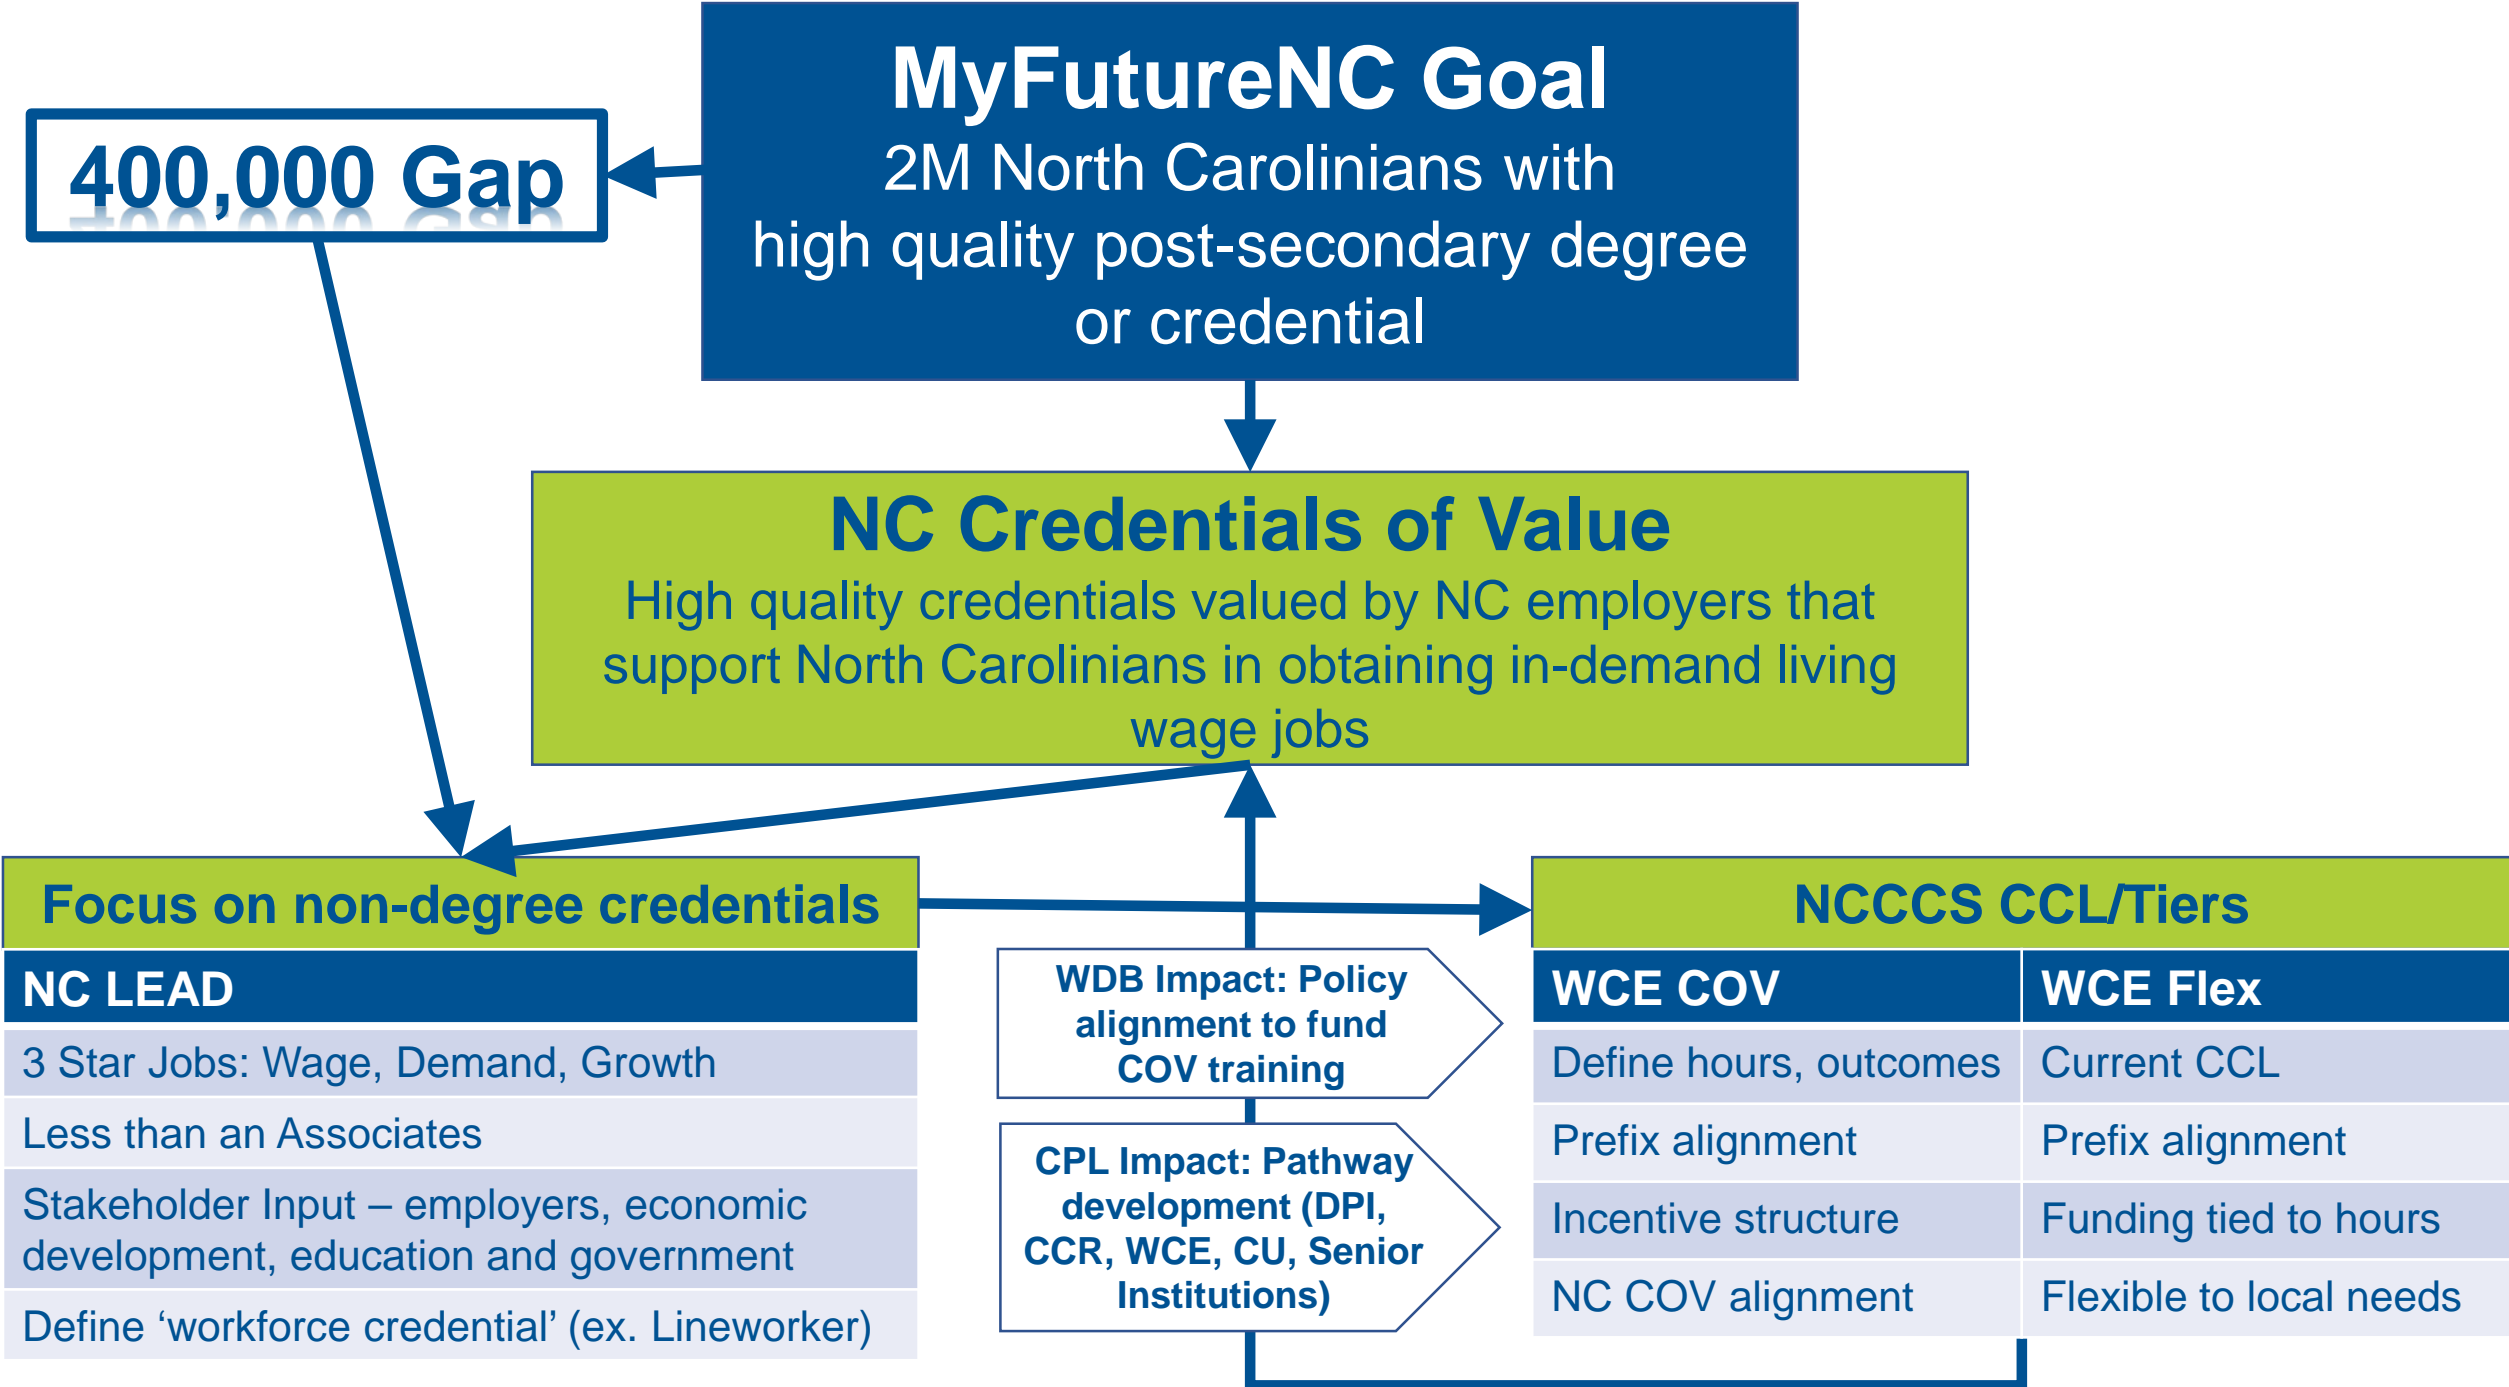 MyFutureNC Goal
2M North Carolinians with
high quality post-secondary degree
or credential
400,000 Gap
NC Credentials of Value
High quality credentials valued by NC employers that
support North Carolinians in obtaining in-demand living
wage jobs
Focus on non-degree credentials
NC LEAD
3 Star Jobs: Wage, Demand, Growth
Less than an Associates
Stakeholder Input – employers, economic
development, education and government
Define ‘workforce credential’ (ex. Lineworker)
WDB Impact: Policy
alignment to fund
COV training
CPL Impact: Pathway
development (DPI,
CCR, WCE, CU, Senior
Institutions)
NCCCS CCL/Tiers
WCE COV WCE Flex
Define hours, outcomes Current CCL
Prefix alignment Prefix alignment
Incentive structure Funding tied to hours
NC COV alignment Flexible to local needs